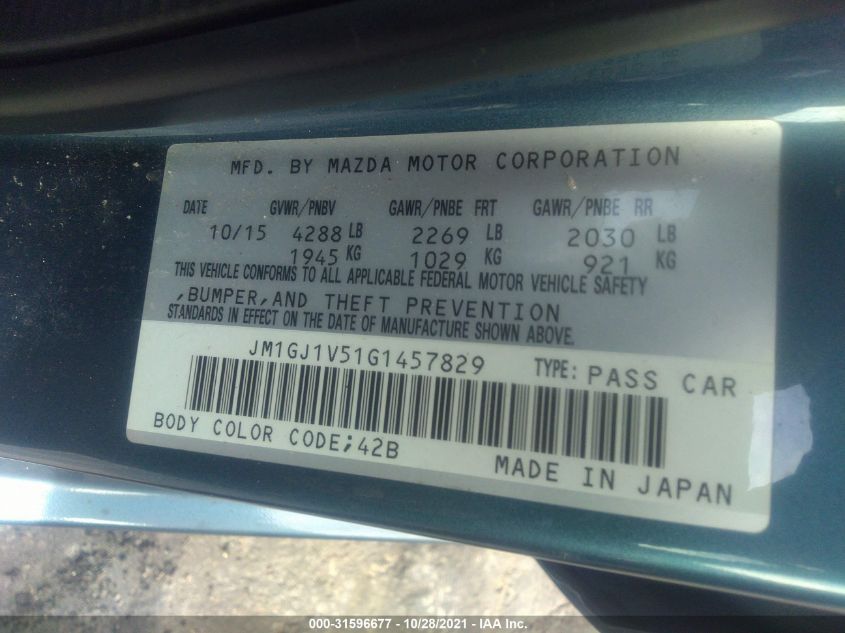 MFD. BY MAZDA MOTOR CORPORATION
DATE GVWR/PNBV GAWR/PNBE FRT GAWR/PNBE RR
10/15 4288 LB 2269 LB 2030 LB
1945 KG 1029 KG 921 KG
THIS VEHICLE CONFORMS TO ALL APPLICABLE FEDERAL MOTOR VEHICLE SAFETY
,BUMPER,AND THEFT PREVENTION
STANDARDS IN EFFECT ON THE DATE OF MANUFACTURE SHOWN ABOVE.
JM1GJ1V51G1457829 TYPE: PASS CAR
BODY COLOR CODE;42B
MADE IN JAPAN
000-31596677 - 10/28/2021 - IAA Inc.